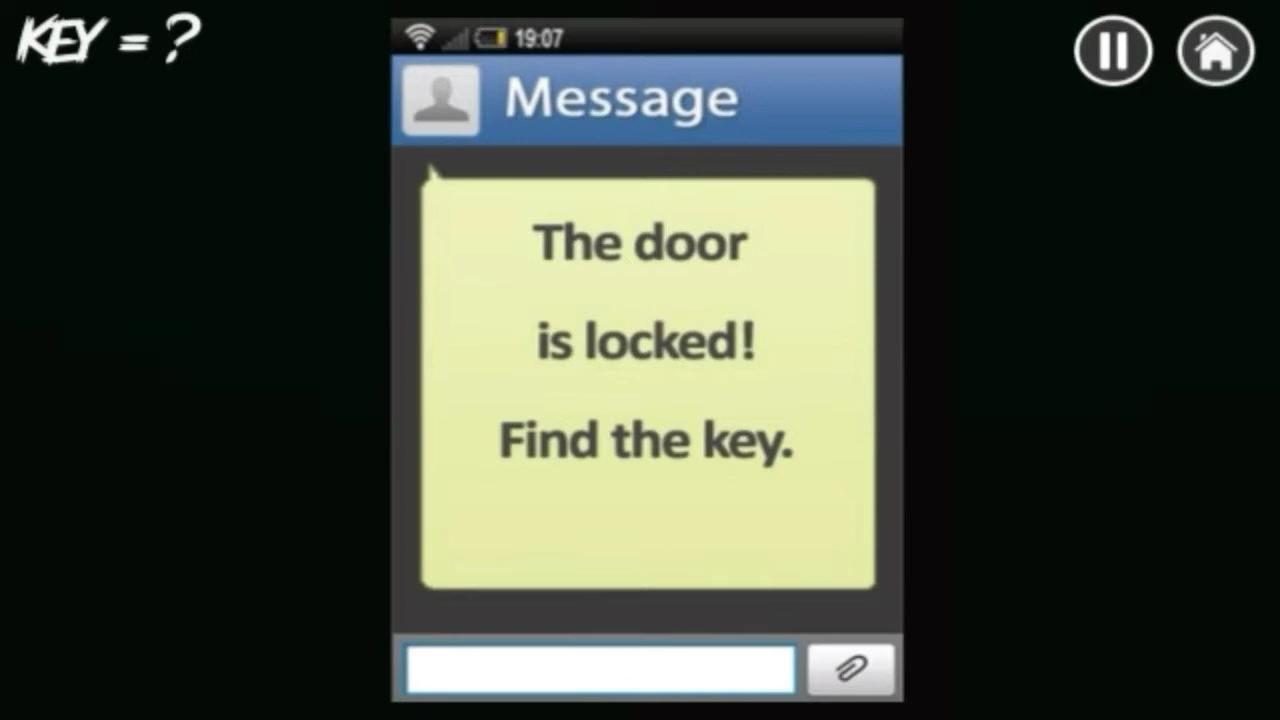 KEY = ?
19:07
Message
The door
is locked!
Find the key.